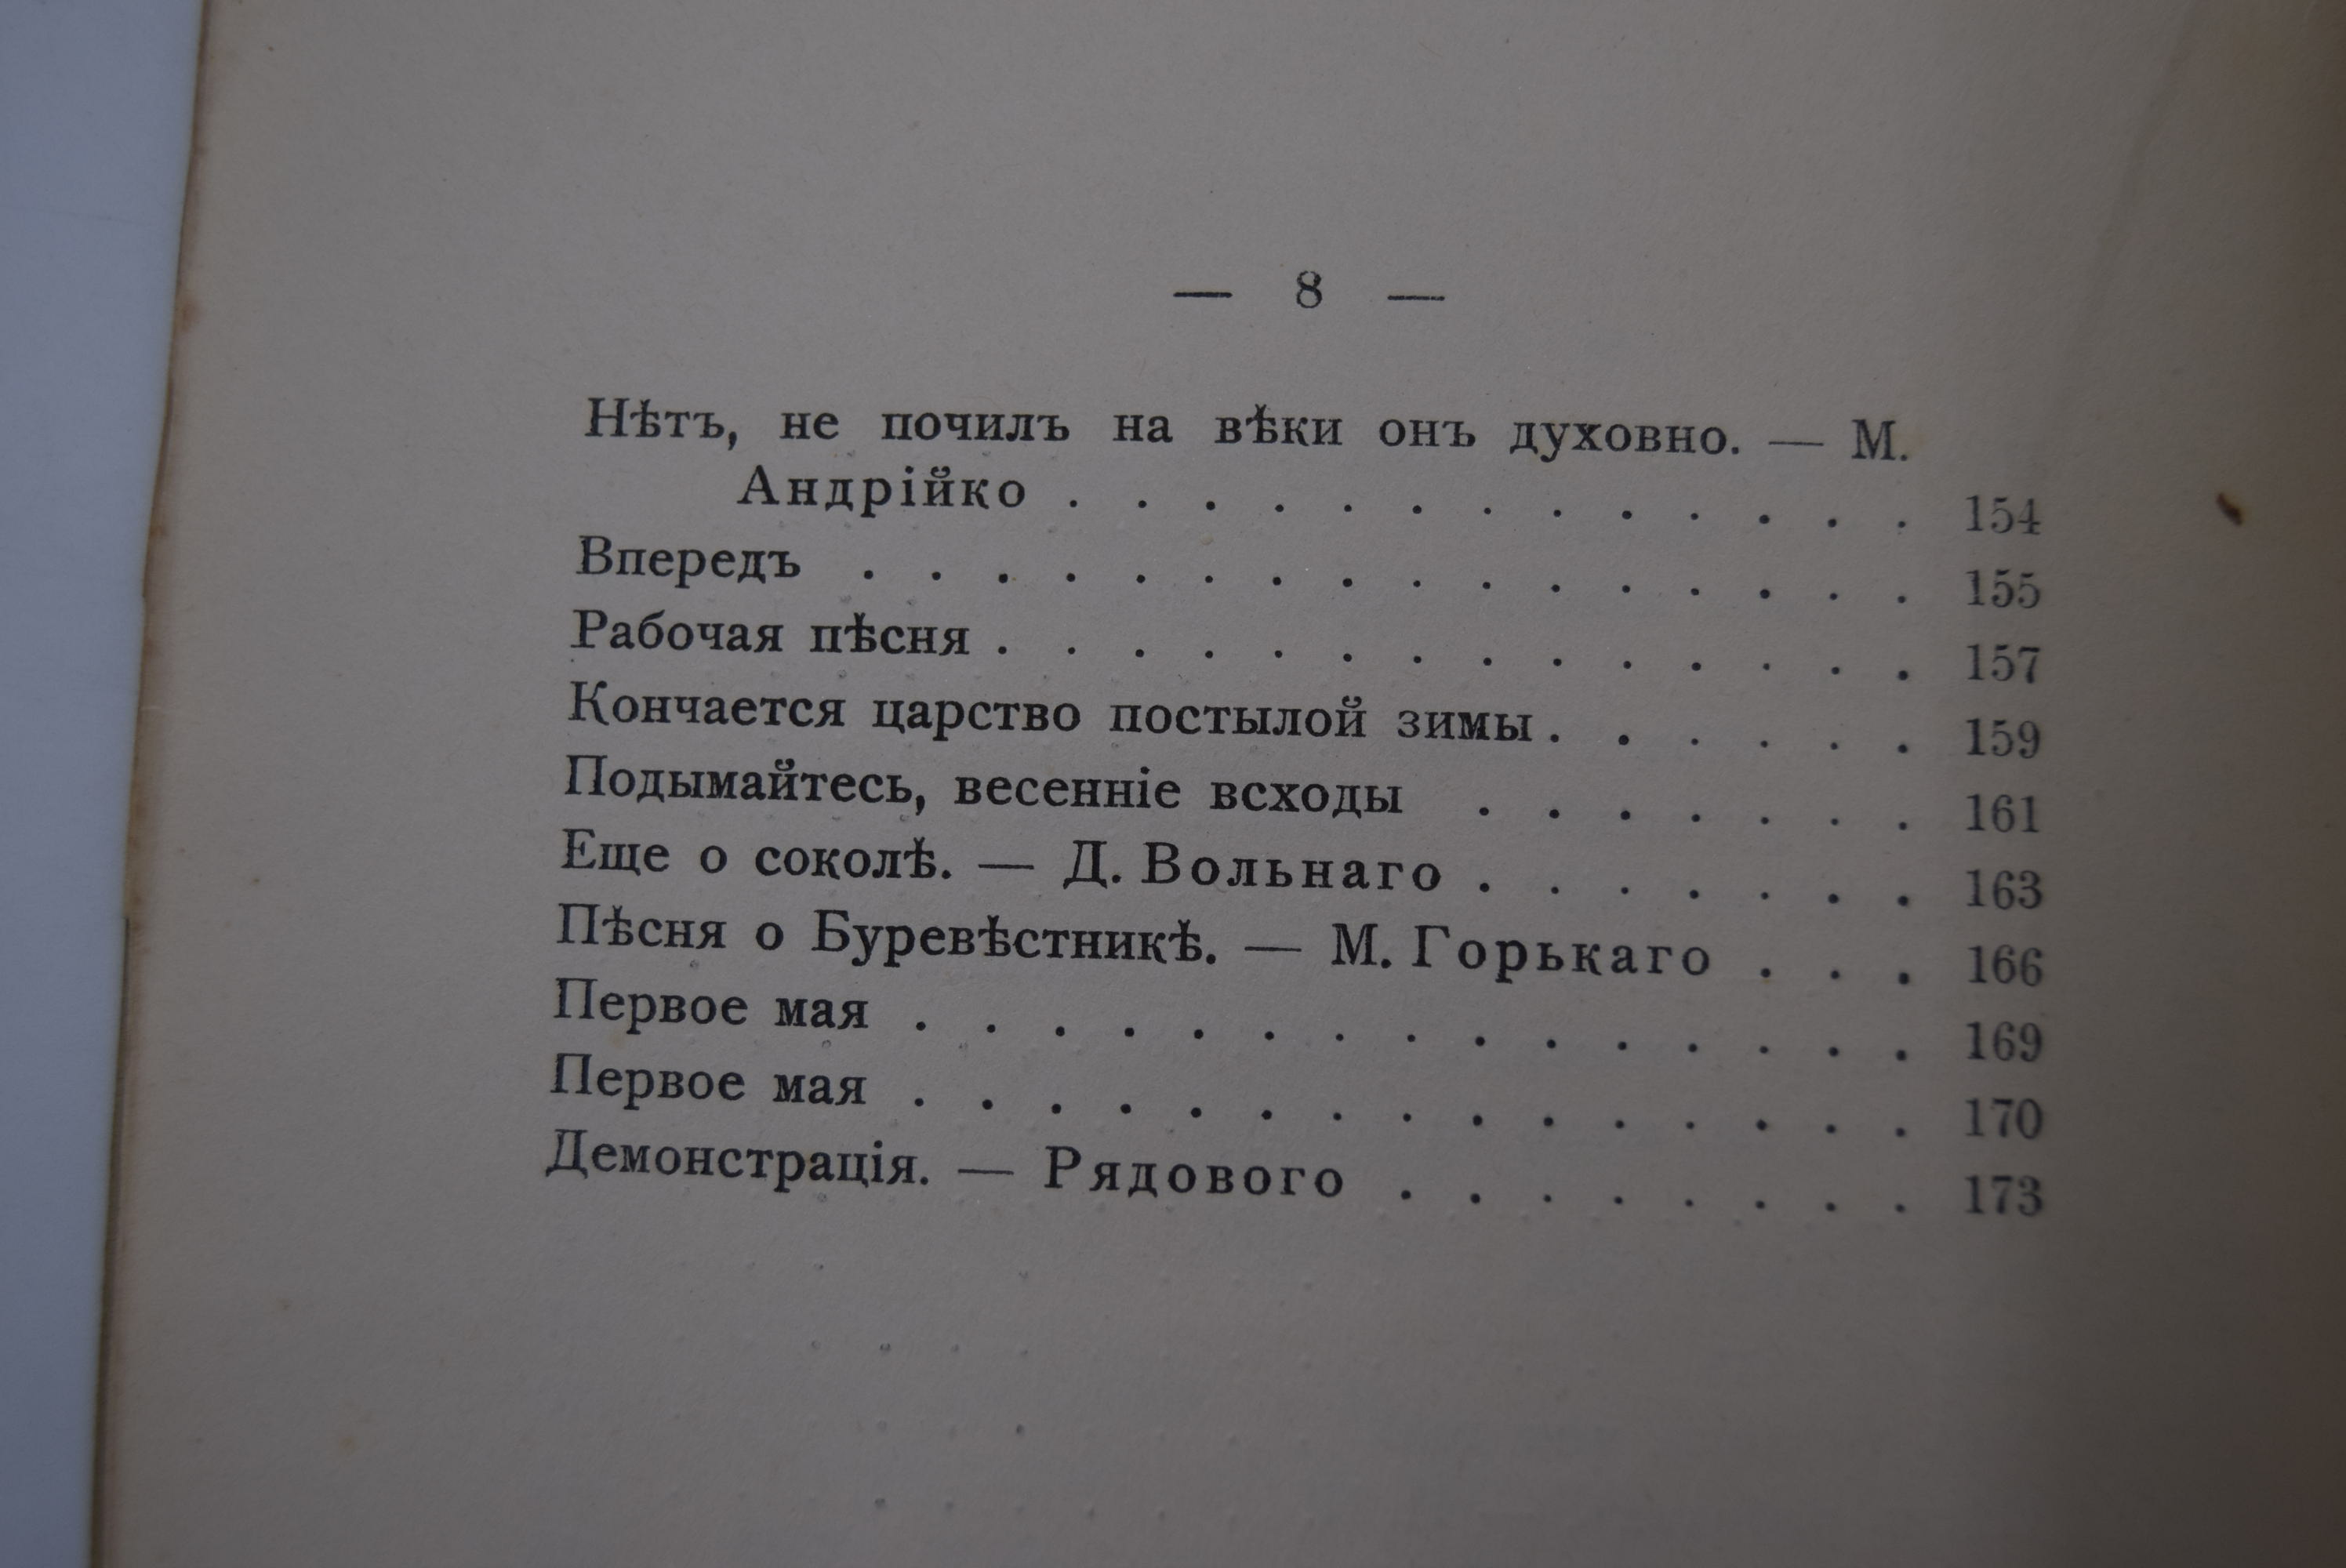 — 8 —
Нѣтъ, не почилъ на вѣки онъ духовно. — М.
Андрійко . . . . . . . . . . . . . 154
Впередъ . . . . . . . . . . . . . . . . 155
Рабочая пѣсня . . . . . . . . . . . . . . 157
Кончается царство постылой зимы . . . . . . 159
Подымайтесь, весенніе всходы . . . . . . . 161
Еще о соколѣ. — Д. Вольнаго . . . . . . . 163
Пѣсня о Буревѣстникѣ. — М. Горькаго . . . 166
Первое мая . . . . . . . . . . . . . . . 169
Первое мая . . . . . . . . . . . . . . . 170
Демонстрація. — Рядового . . . . . . . . 173